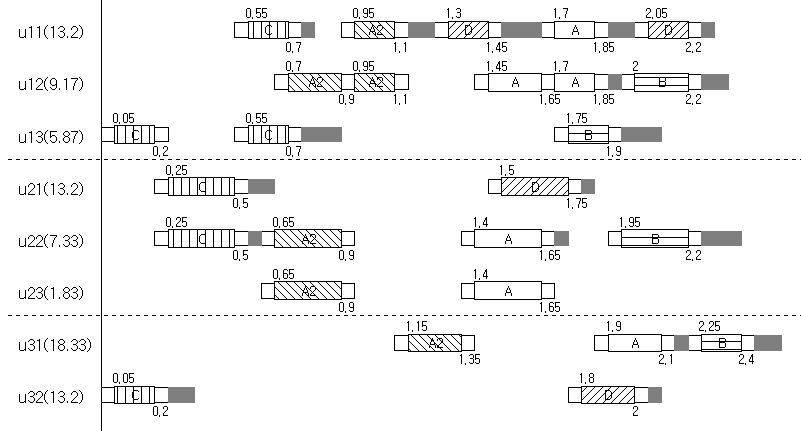 0,55 0,95 1,3 1,7 2,05
u11(13.2) C A2 D A D
0,7 1,1 1,45 1,85 2,2
0,7 0,95 1,45 1,7 2
u12(9.17) A2 A2 A A B
0,9 1,1 1,65 1,85 2,2
0,05 0,55 1,75
u13(5.87) C C B
0,2 0,7 1,9
0,25 1,5
u21(13.2) C D
0,5 1,75
0,25 0,65 1,4 1,95
u22(7.33) C A2 A B
0,5 0,9 1,65 2,2
0,65 1,4
u23(1.83) A2 A
0,9 1,65
1,15 1,9 2,25
u31(18.33) A2 A B
1,35 2,1 2,4
0,05 1,8
u32(13.2) C D
0,2 2